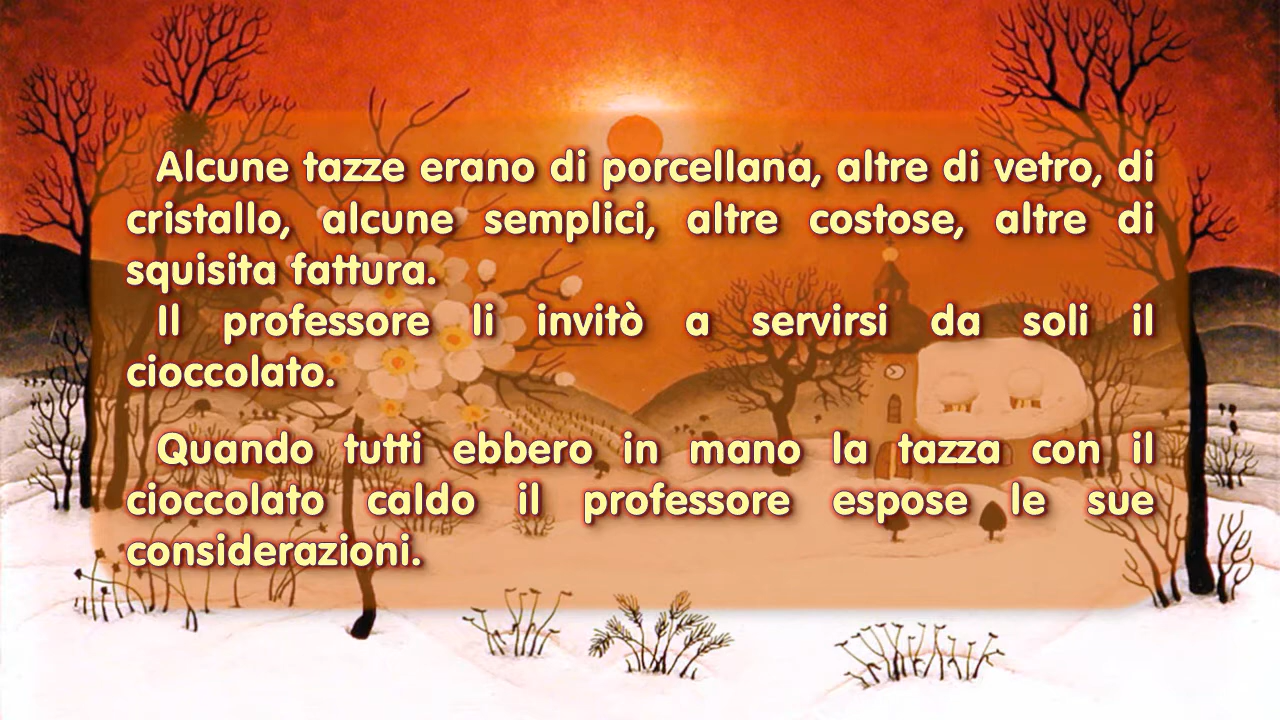 Alcune tazze erano di porcellana, altre di vetro, di
cristallo, alcune semplici, altre costose, altre di
squisita fattura.
Il professore li invitò a servirsi da soli il
cioccolato.
Quando tutti ebbero in mano la tazza con il
cioccolato caldo il professore espose le sue
considerazioni.